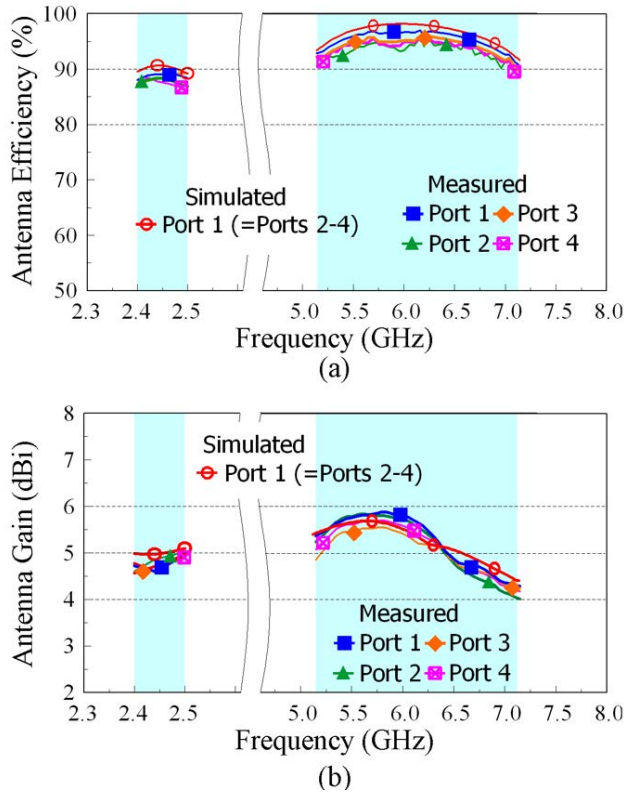 (a)
Antenna Efficiency (%)
100
90
80
70
60
50
Simulated
Port 1 (=Ports 2-4)
Measured
Port 1
Port 3
Port 2
Port 4
2.3
2.4
2.5
5.0
5.5
6.0
6.5
7.0
8.0
Frequency (GHz)
(a)
Antenna Gain (dBi)
8
7
6
5
4
3
2
Simulated
Port 1 (=Ports 2-4)
Measured
Port 1
Port 3
Port 2
Port 4
2.3
2.4
2.5
5.0
5.5
6.0
6.5
7.0
8.0
Frequency (GHz)
(b)